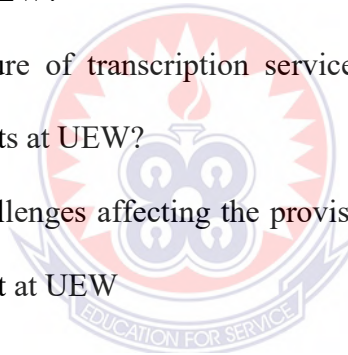 ure of transcription service
ts at UEW?
llenges affecting the provis
t at UEW
EDUCATION FOR SERVICE